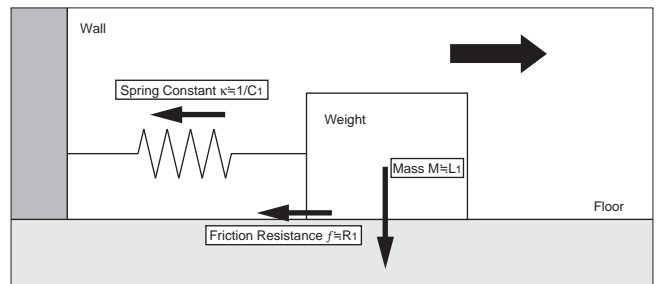 Wall
Spring Constant κ≒1/C1
Weight
Mass M≒L1
Floor
Friction Resistance ƒ≒R1